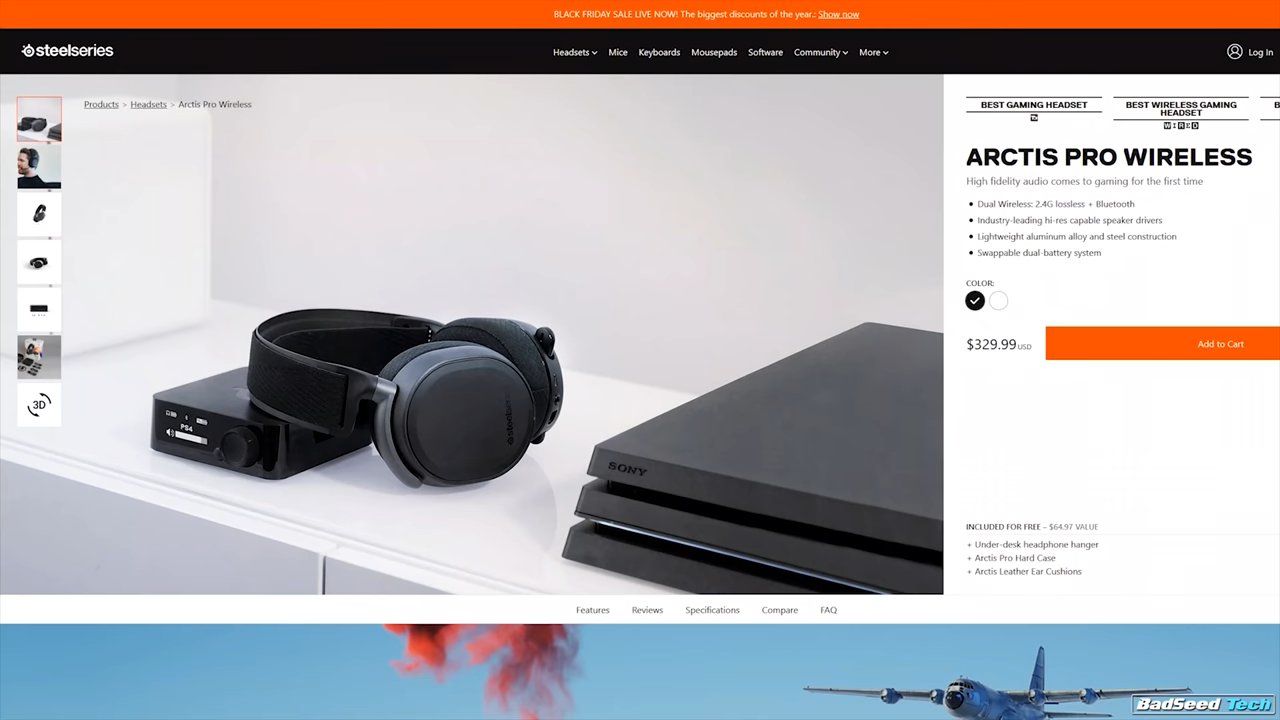 BLACK FRIDAY SALE LIVE NOW! The biggest discounts of the year.: Show now
steelseries
Headsets Mice Keyboards Mousepads Software Community More
Log In
Products > Headsets > Arctis Pro Wireless
BEST GAMING HEADSET
BEST WIRELESS GAMING
HEADSET
WIRED
ARCTIS PRO WIRELESS
High fidelity audio comes to gaming for the first time
• Dual Wireless: 2.4G lossless + Bluetooth
• Industry-leading hi-res capable speaker drivers
• Lightweight aluminum alloy and steel construction
• Swappable dual-battery system
COLOR:
$329.99 USD
Add to Cart
3D
PS4
steelseries
SONY
INCLUDED FOR FREE – $64.97 VALUE
+ Under-desk headphone hanger
+ Arctis Pro Hard Case
+ Arctis Leather Ear Cushions
Features Reviews Specifications Compare FAQ
BadSeed Tech